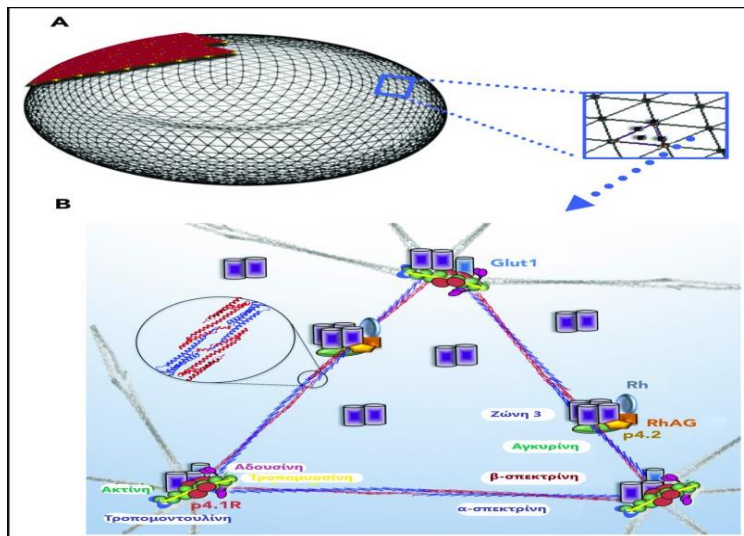 A
B
Glut1
Rh
Ζώνη 3
RhAG
p4.2
Αγκυρίνη
Αδουσίνη
Τροπομυοσίνη
β-σπεκτρίνη
Ακτίνη
p4.1R
α-σπεκτρίνη
Τροπομοντουλίνη